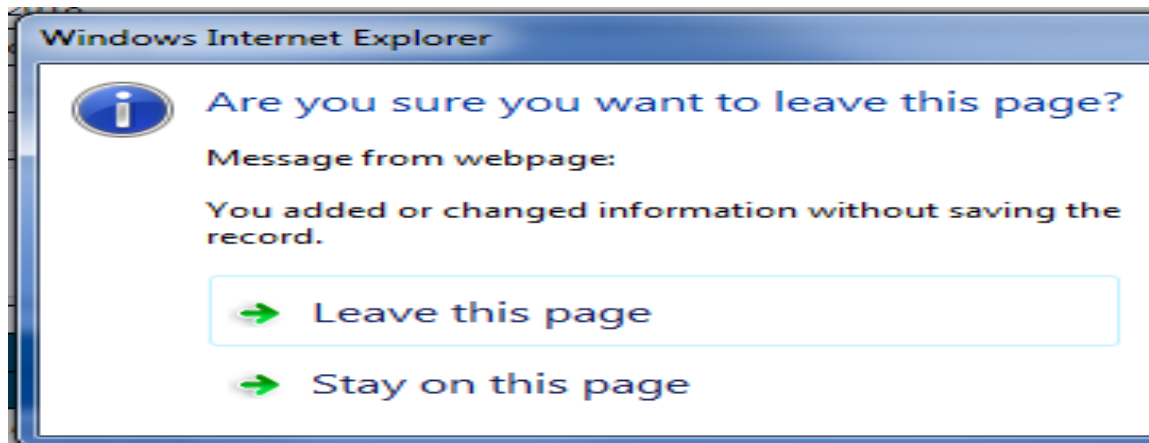 Windows Internet Explorer
Are you sure you want to leave this page?
Message from webpage:
You added or changed information without saving the
record.
Leave this page
Stay on this page